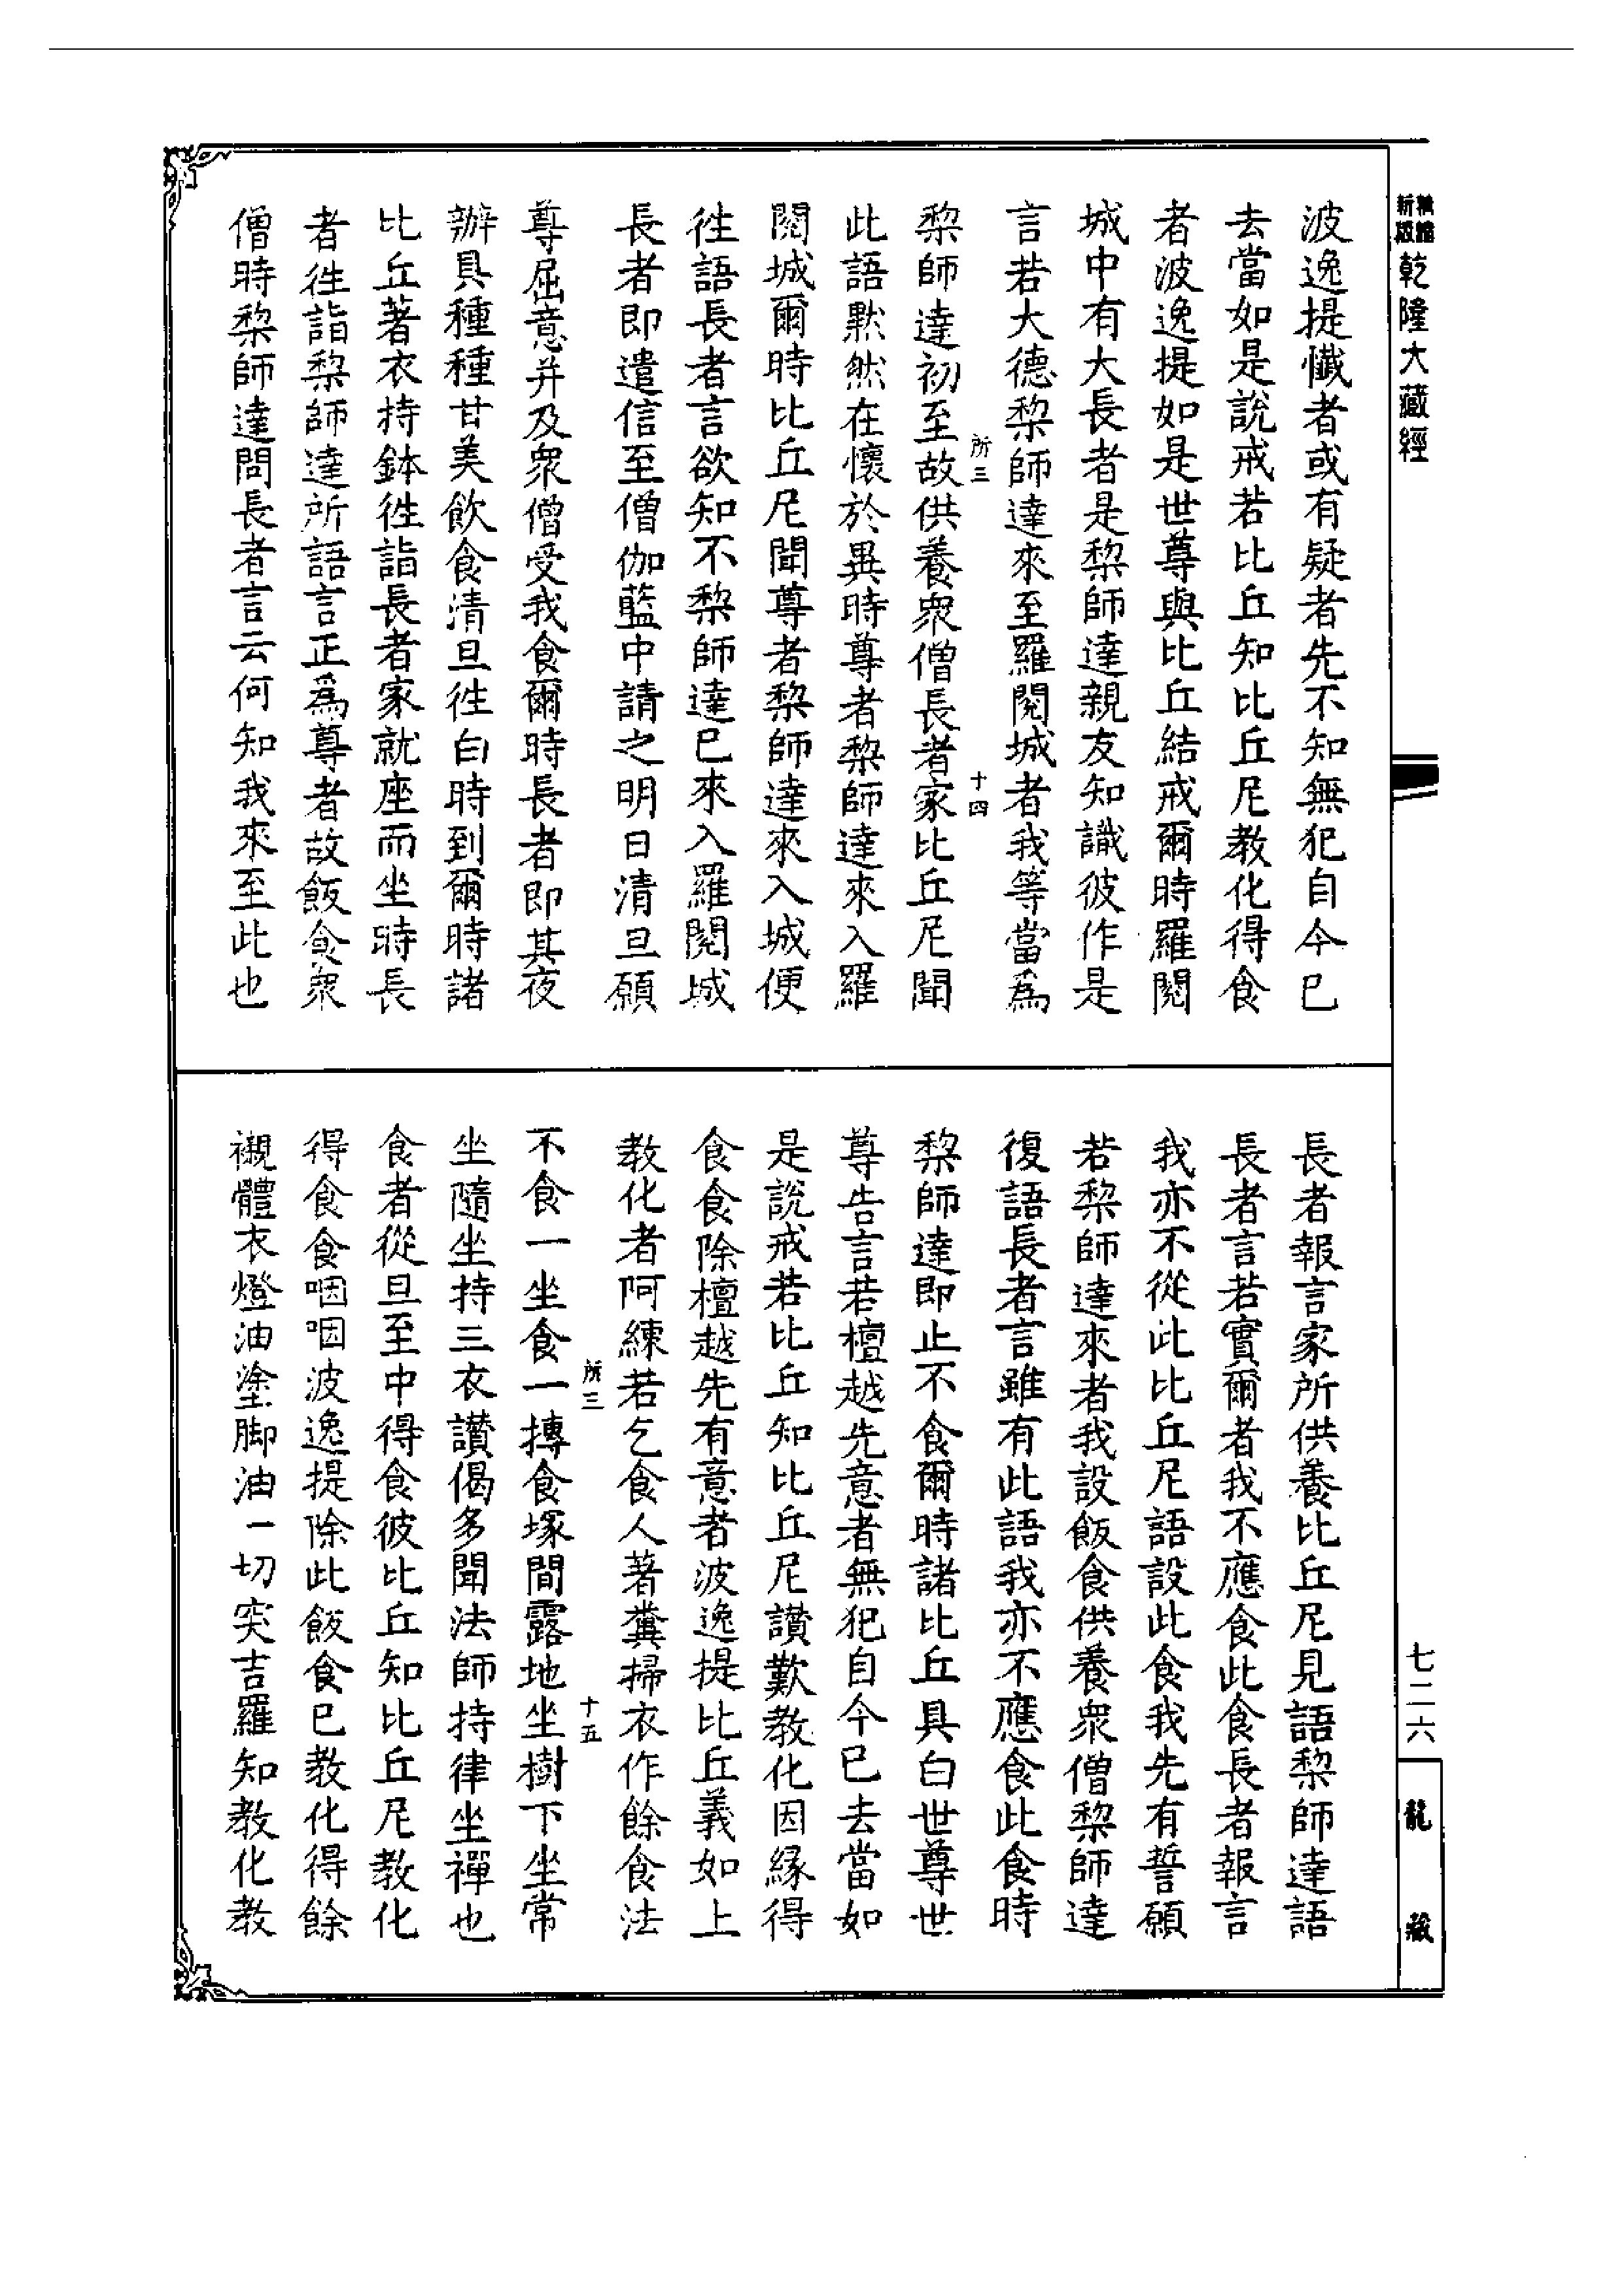 乾隆大藏經
波逸提懺者或有疑者先不知無犯自今已
去當如是說戒若比丘知比丘尼教化得食
者波逸提如是世尊與比丘結戒爾時羅閱
城中有大長者是棃師達親友知識彼作是
言若大德棃師達來至羅閱城者我等當爲
棃師達初至故供養衆僧長者家比丘尼聞
所三
十四
此語默然在懷於異時尊者棃師達來入羅
閱城爾時比丘尼聞尊者棃師達來入城便
徃語長者言欲知不棃師達已來入羅閱城
長者即遣信至僧伽藍中請之明日清旦願
尊屈意并及衆僧受我食爾時長者即其夜
辦具種種甘美飲食清旦徃白時到爾時諸
比丘著衣持鉢徃詣長者家就座而坐時長
者徃詣棃師達所語言正爲尊者故飯食衆
僧時棃師達問長者言云何知我來至此也
長者報言家所供養比丘尼見語棃師達語
長者言若實爾者我不應食此食長者報言
我亦不從此比丘尼語設此食我先有誓願
若棃師達來者我設飯食供養衆僧棃師達
復語長者言雖有此語我亦不應食此食時
棃師達即止不食爾時諸比丘具白世尊世
尊告言若檀越先意者無犯自今已去當如
是說戒若比丘知比丘尼讚歎教化因緣得
食食除檀越先有意者波逸提比丘義如上
教化者阿練若乞食人著糞掃衣作餘食法
所三
十五
不食一坐食一摶食塚間露地坐樹下坐常
坐隨坐持三衣讚偈多聞法師持律坐禪也
食者從旦至中得食彼比丘知比丘尼教化
得食食咽咽波逸提除此飯食已教化得餘
襯體衣燈油塗脚油一切突吉羅知教化教
七二六
龍藏